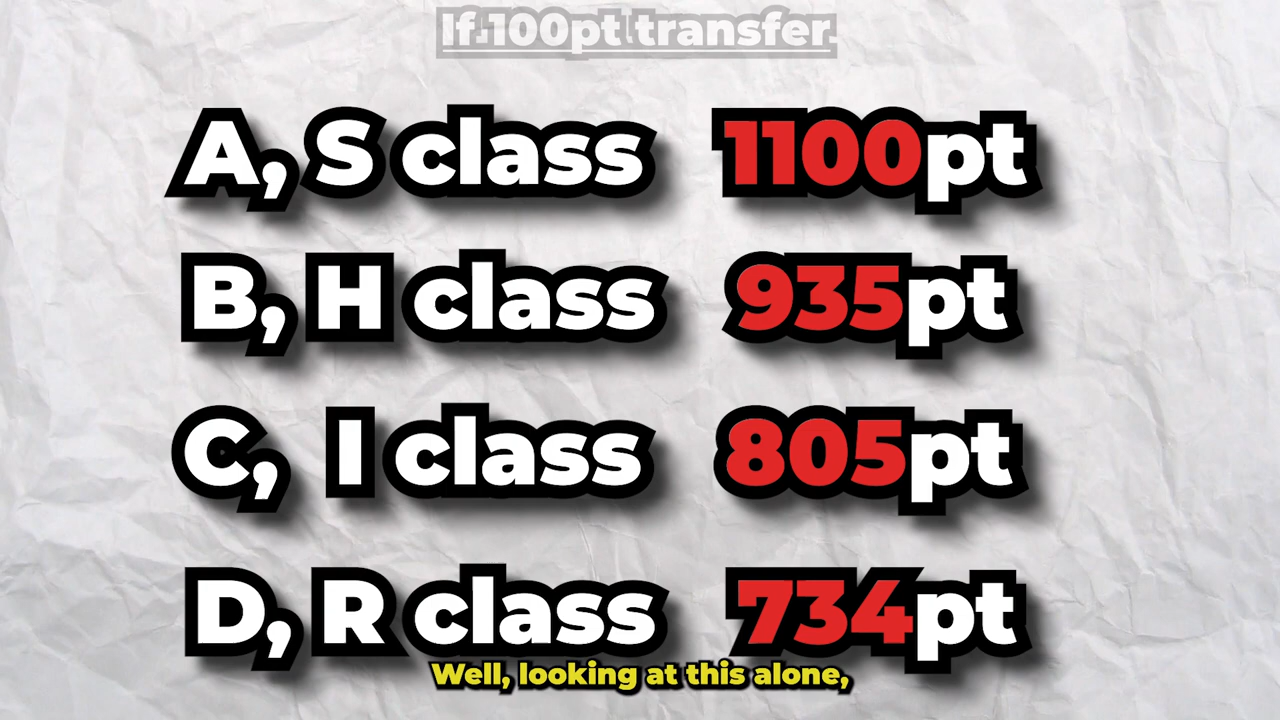 If 100pt transfer.
A, S class 1100pt
B, H class 935pt
C, I class 805pt
D, R class 734pt
Well, looking at this alone,